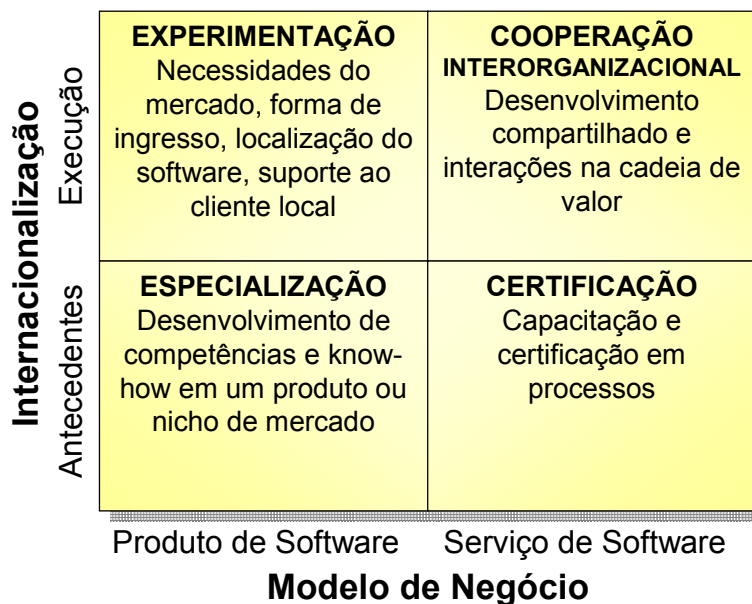 Internacionalização
Execução
EXPERIMENTAÇÃO
Necessidades do
mercado, forma de
ingresso, localização do
software, suporte ao
cliente local
COOPERAÇÃO
INTERORGANIZACIONAL
Desenvolvimento
compartilhado e
interações na cadeia de
valor
Antecedentes
ESPECIALIZAÇÃO
Desenvolvimento de
competências e know-
how em um produto ou
nicho de mercado
CERTIFICAÇÃO
Capacitação e
certificação em
processos
Produto de Software
Serviço de Software
Modelo de Negócio